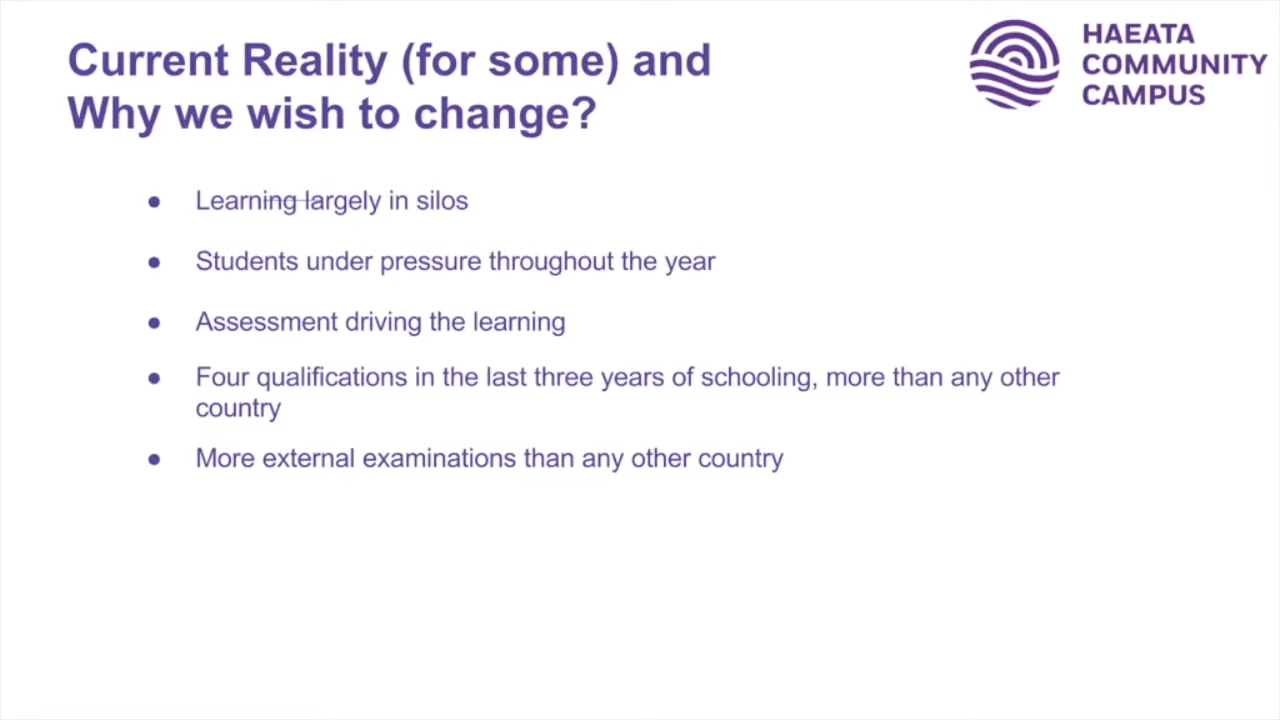 Current Reality (for some) and
Why we wish to change?
HAEATA
COMMUNITY
CAMPUS
● Learning largely in silos
● Students under pressure throughout the year
● Assessment driving the learning
● Four qualifications in the last three years of schooling, more than any other
country
● More external examinations than any other country